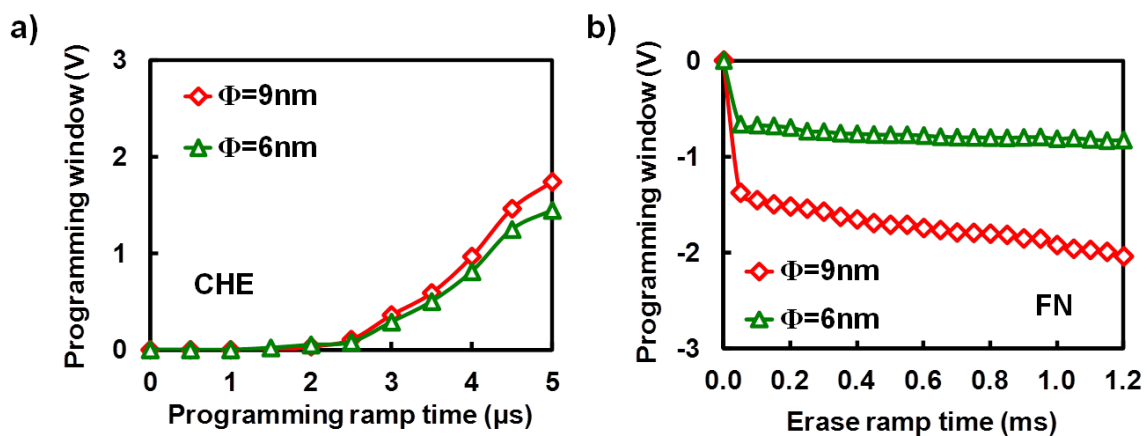 a)
Programming window (V)
3
2
1
0
Φ=9nm
Φ=6nm
CHE
0 1 2 3 4 5
Programming ramp time (µs)
b)
Programming window (V)
0
-1
-2
-3
Φ=9nm
Φ=6nm
FN
0.0 0.2 0.4 0.6 0.8 1.0 1.2
Erase ramp time (ms)